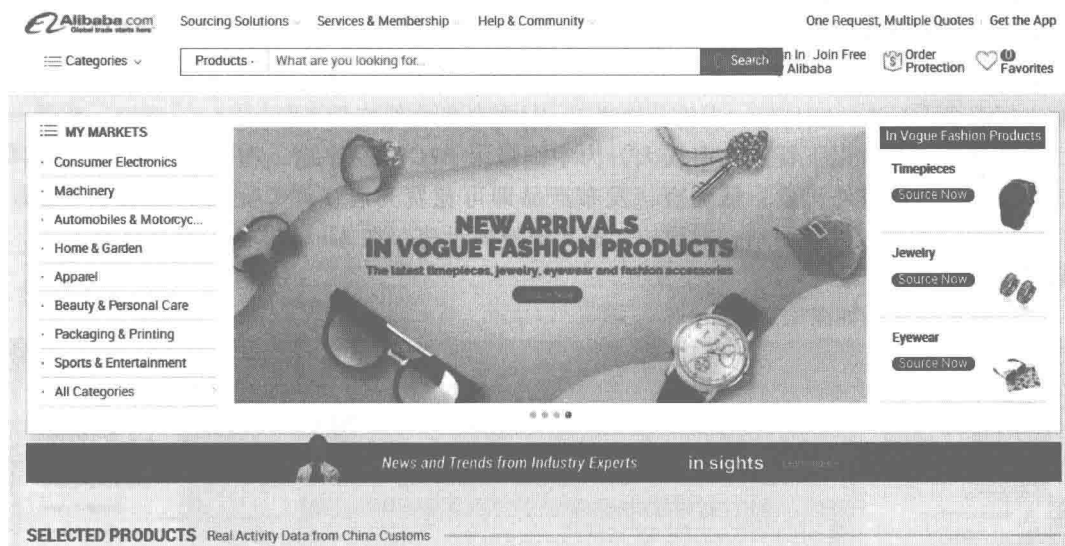 Alibaba.com
Global trade starts here
Sourcing Solutions Services & Membership Help & Community
One Request, Multiple Quotes Get the App
Categories
Products
What are you looking for...
Search
n In Join Free
Alibaba
Order
Protection
0
Favorites
MY MARKETS
· Consumer Electronics
· Machinery
· Automobiles & Motorcyc...
· Home & Garden
· Apparel
· Beauty & Personal Care
· Packaging & Printing
· Sports & Entertainment
· All Categories
NEW ARRIVALS
IN VOGUE FASHION PRODUCTS
The latest timepieces, jewelry, eyewear and fashion accessories
In Vogue Fashion Products
Timepieces
Source Now
Jewelry
Source Now
Eyewear
Source Now
News and Trends from Industry Experts in sights
SELECTED PRODUCTS Real Activity Data from China Customs